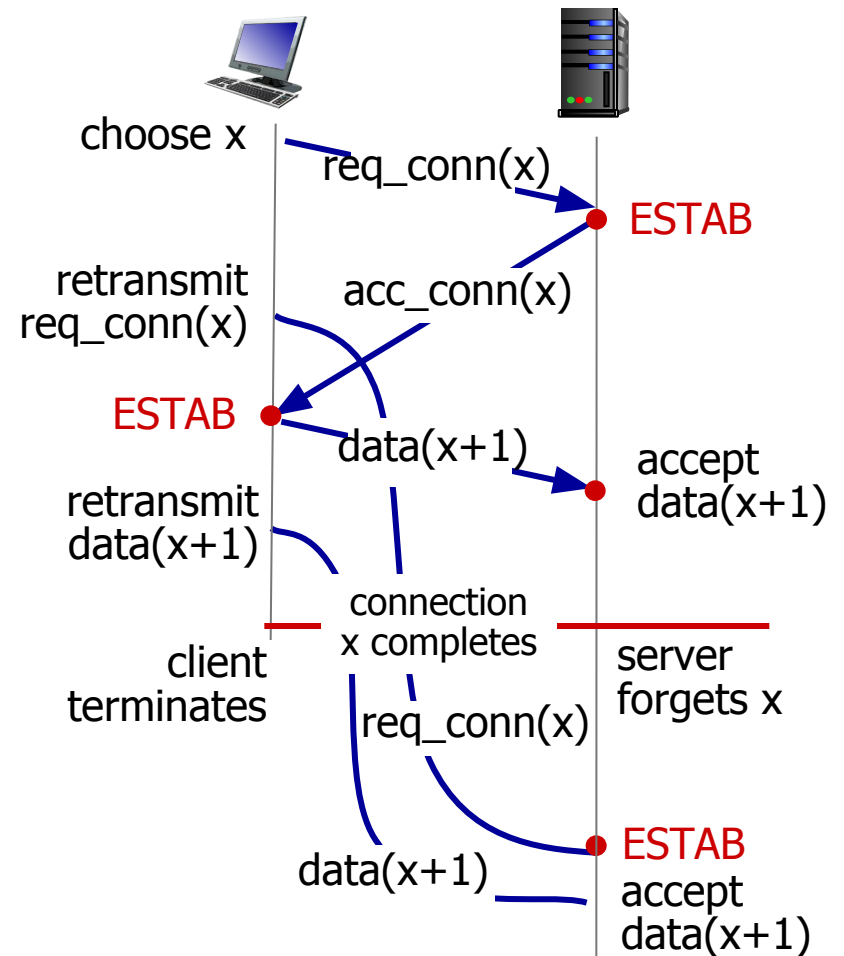 choose x
req_conn(x)
ESTAB
retransmit
req_conn(x)
acc_conn(x)
ESTAB
data(x+1)
accept
data(x+1)
retransmit
data(x+1)
connection
x completes
client
terminates
server
forgets x
req_conn(x)
ESTAB
data(x+1)
accept
data(x+1)